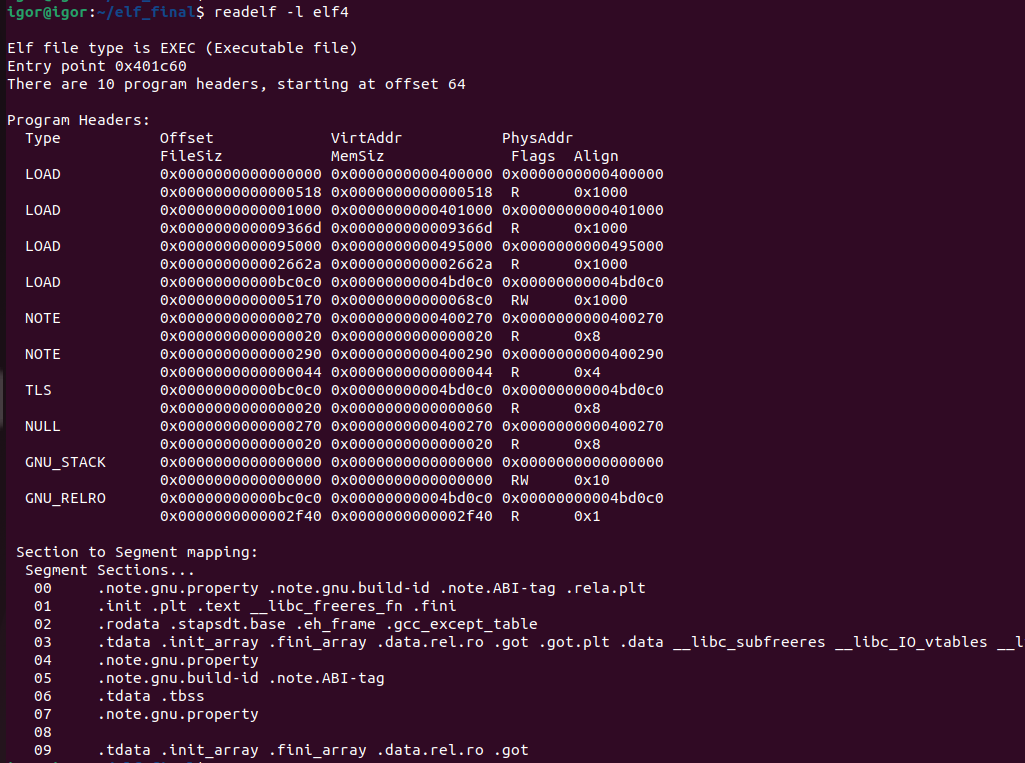 igor@igor:~/elf_final$ readelf -l elf4
Elf file type is EXEC (Executable file)
Entry point 0x401c60
There are 10 program headers, starting at offset 64
Program Headers:
Type Offset VirtAddr PhysAddr
FileSiz MemSiz Flags Align
LOAD 0x0000000000000000 0x0000000000400000 0x0000000000400000
0x0000000000000518 0x0000000000000518 R 0x1000
LOAD 0x0000000000001000 0x0000000000401000 0x0000000000401000
0x000000000009366d 0x000000000009366d R 0x1000
LOAD 0x0000000000095000 0x0000000000495000 0x0000000000495000
0x000000000002662a 0x000000000002662a R 0x1000
LOAD 0x00000000000bc0c0 0x00000000004bd0c0 0x00000000004bd0c0
0x0000000000005170 0x00000000000068c0 RW 0x1000
NOTE 0x0000000000000270 0x0000000000400270 0x0000000000400270
0x0000000000000020 0x0000000000000020 R 0x8
NOTE 0x0000000000000290 0x0000000000400290 0x0000000000400290
0x0000000000000044 0x0000000000000044 R 0x4
TLS 0x00000000000bc0c0 0x00000000004bd0c0 0x00000000004bd0c0
0x0000000000000020 0x0000000000000060 R 0x8
NULL 0x0000000000000270 0x0000000000400270 0x0000000000400270
0x0000000000000020 0x0000000000000020 R 0x8
GNU_STACK 0x0000000000000000 0x0000000000000000 0x0000000000000000
0x0000000000000000 0x0000000000000000 RW 0x10
GNU_RELRO 0x00000000000bc0c0 0x00000000004bd0c0 0x00000000004bd0c0
0x0000000000002f40 0x0000000000002f40 R 0x1
Section to Segment mapping:
Segment Sections...
00 .note.gnu.property .note.gnu.build-id .note.ABI-tag .rela.plt
01 .init .plt .text __libc_freeres_fn .fini
02 .rodata .stapsdt.base .eh_frame .gcc_except_table
03 .tdata .init_array .fini_array .data.rel.ro .got .got.plt .data __libc_subfreeres __libc_IO_vtables __l
04 .note.gnu.property
05 .note.gnu.build-id .note.ABI-tag
06 .tdata .tbss
07 .note.gnu.property
08
09 .tdata .init_array .fini_array .data.rel.ro .got